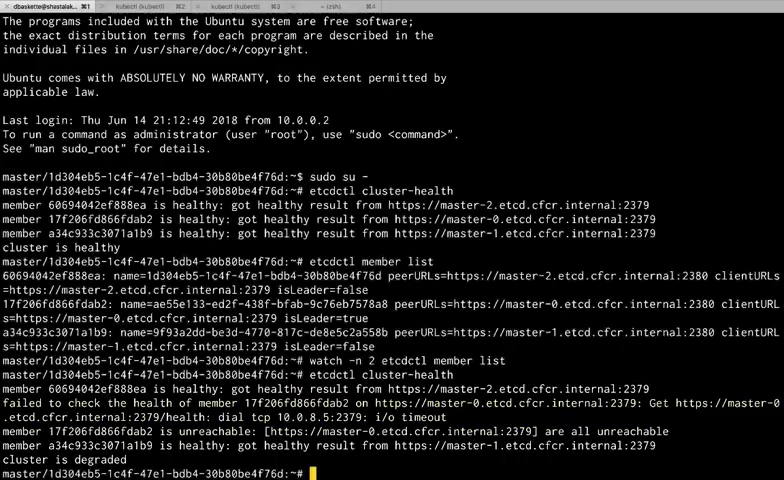 dbaskette@shastalak... ⌘1 kubectl (kubectl) ⌘2 kubectl (kubectl) ⌘3 ~ (zsh) ⌘4
The programs included with the Ubuntu system are free software;
the exact distribution terms for each program are described in the
individual files in /usr/share/doc/*/copyright.
Ubuntu comes with ABSOLUTELY NO WARRANTY, to the extent permitted by
applicable law.
Last login: Thu Jun 14 21:12:49 2018 from 10.0.0.2
To run a command as administrator (user "root"), use "sudo <command>".
See "man sudo_root" for details.
master/1d304eb5-1c4f-47e1-bdb4-30b80be4f76d:~$ sudo su -
master/1d304eb5-1c4f-47e1-bdb4-30b80be4f76d:~# etcdctl cluster-health
member 60694042ef888ea is healthy: got healthy result from https://master-2.etcd.cfcr.internal:2379
member 17f206fd866fdab2 is healthy: got healthy result from https://master-0.etcd.cfcr.internal:2379
member a34c933c3071a1b9 is healthy: got healthy result from https://master-1.etcd.cfcr.internal:2379
cluster is healthy
master/1d304eb5-1c4f-47e1-bdb4-30b80be4f76d:~# etcdctl member list
60694042ef888ea: name=1d304eb5-1c4f-47e1-bdb4-30b80be4f76d peerURLs=https://master-2.etcd.cfcr.internal:2380 clientURLs
=https://master-2.etcd.cfcr.internal:2379 isLeader=false
17f206fd866fdab2: name=ae55e133-ed2f-438f-bfab-9c76eb7578a8 peerURLs=https://master-0.etcd.cfcr.internal:2380 clientURL
s=https://master-0.etcd.cfcr.internal:2379 isLeader=true
a34c933c3071a1b9: name=9f93a2dd-be3d-4770-817c-de8e5c2a558b peerURLs=https://master-1.etcd.cfcr.internal:2380 clientURL
s=https://master-1.etcd.cfcr.internal:2379 isLeader=false
master/1d304eb5-1c4f-47e1-bdb4-30b80be4f76d:~# watch -n 2 etcdctl member list
master/1d304eb5-1c4f-47e1-bdb4-30b80be4f76d:~# etcdctl cluster-health
member 60694042ef888ea is healthy: got healthy result from https://master-2.etcd.cfcr.internal:2379
failed to check the health of member 17f206fd866fdab2 on https://master-0.etcd.cfcr.internal:2379: Get https://master-0
.etcd.cfcr.internal:2379/health: dial tcp 10.0.8.5:2379: i/o timeout
member 17f206fd866fdab2 is unreachable: [https://master-0.etcd.cfcr.internal:2379] are all unreachable
member a34c933c3071a1b9 is healthy: got healthy result from https://master-1.etcd.cfcr.internal:2379
cluster is degraded
master/1d304eb5-1c4f-47e1-bdb4-30b80be4f76d:~#